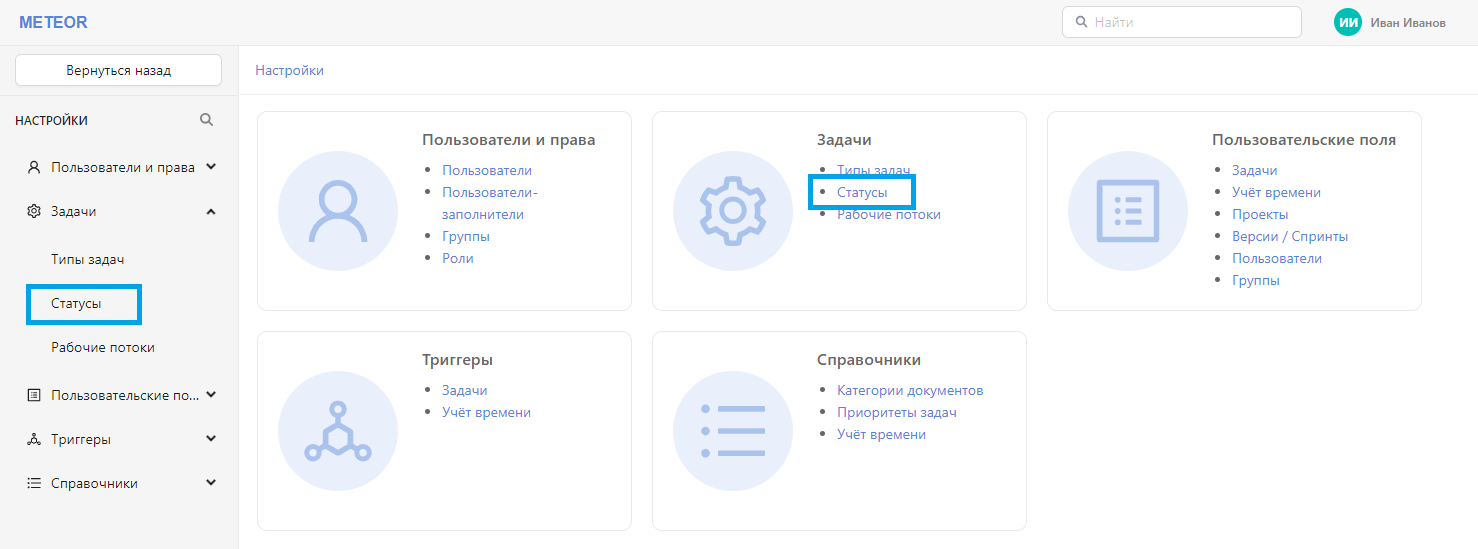 METEOR
Найти
ИИ
Иван Иванов
Вернуться назад
НАСТРОЙКИ
Пользователи и права
Задачи
Типы задач
Статусы
Рабочие потоки
Пользовательские по...
Триггеры
Справочники
Настройки
Пользователи и права
Пользователи
Пользователи-
заполнители
Группы
Роли
Задачи
Типы задач
Статусы
Рабочие потоки
Пользовательские поля
Задачи
Учёт времени
Проекты
Версии / Спринты
Пользователи
Группы
Триггеры
Задачи
Учёт времени
Справочники
Категории документов
Приоритеты задач
Учёт времени